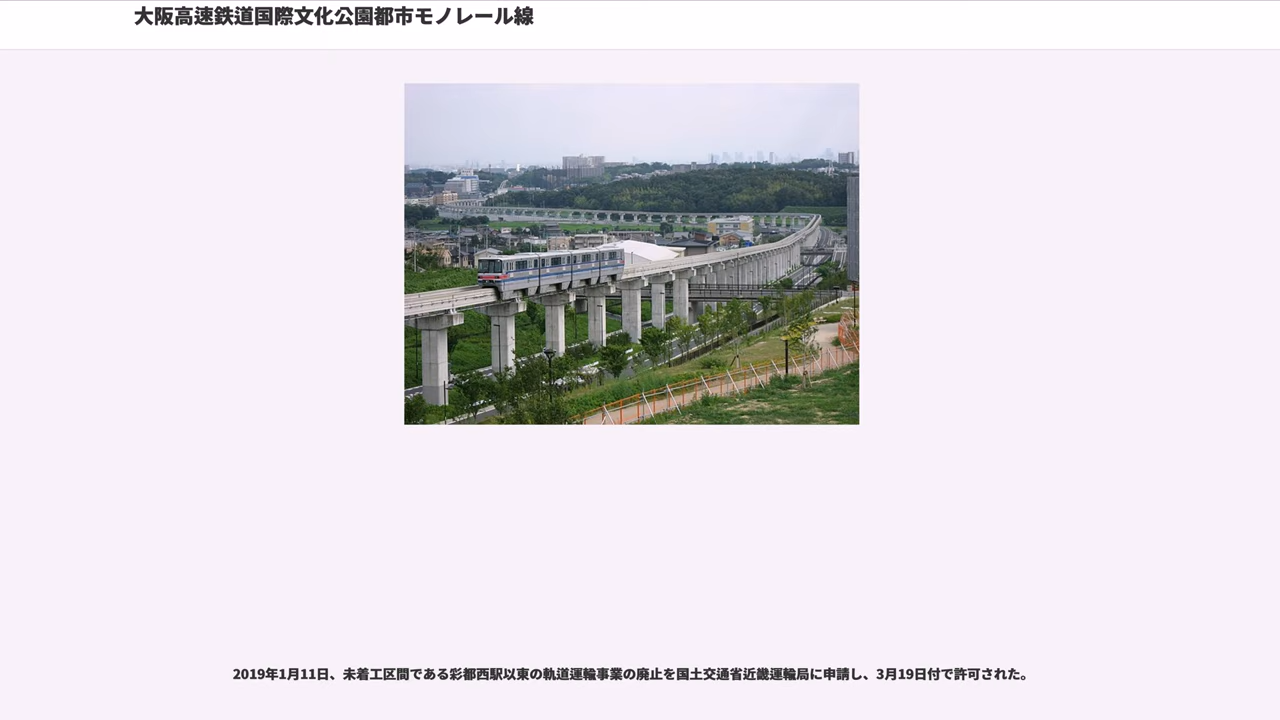 大阪高速鉄道国際文化公園都市モノレール線
2019年1月11日、未着工区間である彩都西駅以東の軌道運輸事業の廃止を国土交通省近畿運輸局に申請し、3月19日付で許可された。